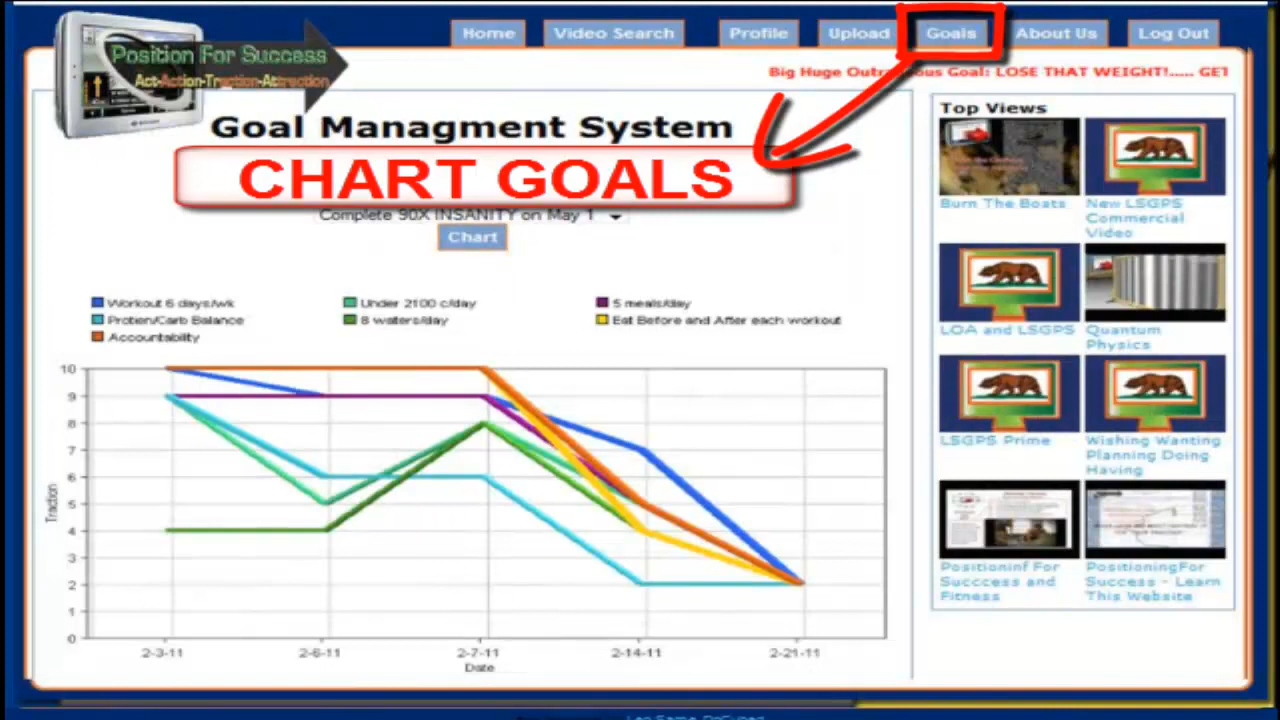 Position For Success
Act-Action-Traction-Attraction
Home
Video Search
Profile
Upload
Goals
About Us
Log Out
Big Huge Outr ous Goal: LOSE THAT WEIGHT!..... GET
Goal Managment System
CHART GOALS
Complete 90X INSANITY on May 1
Chart
Workout 6 days/wk
Under 2100 c/day
5 meals/day
Protien/Carb Balance
8 waters/day
Eat Before and After each workout
Accountability
10
9
8
7
6
5
4
3
2
1
0
Traction
2-3-11
2-6-11
2-7-11
2-14-11
2-21-11
Date
Top Views
Burn The Boats
New LSGPS
Commercial
Video
LOA and LSGPS
Quantum
Physics
LSGPS Prime
Wishing Wanting
Planning Doing
Having
Positioninf For
Succcess and
Fitness
PositioningFor
Success - Learn
This Website